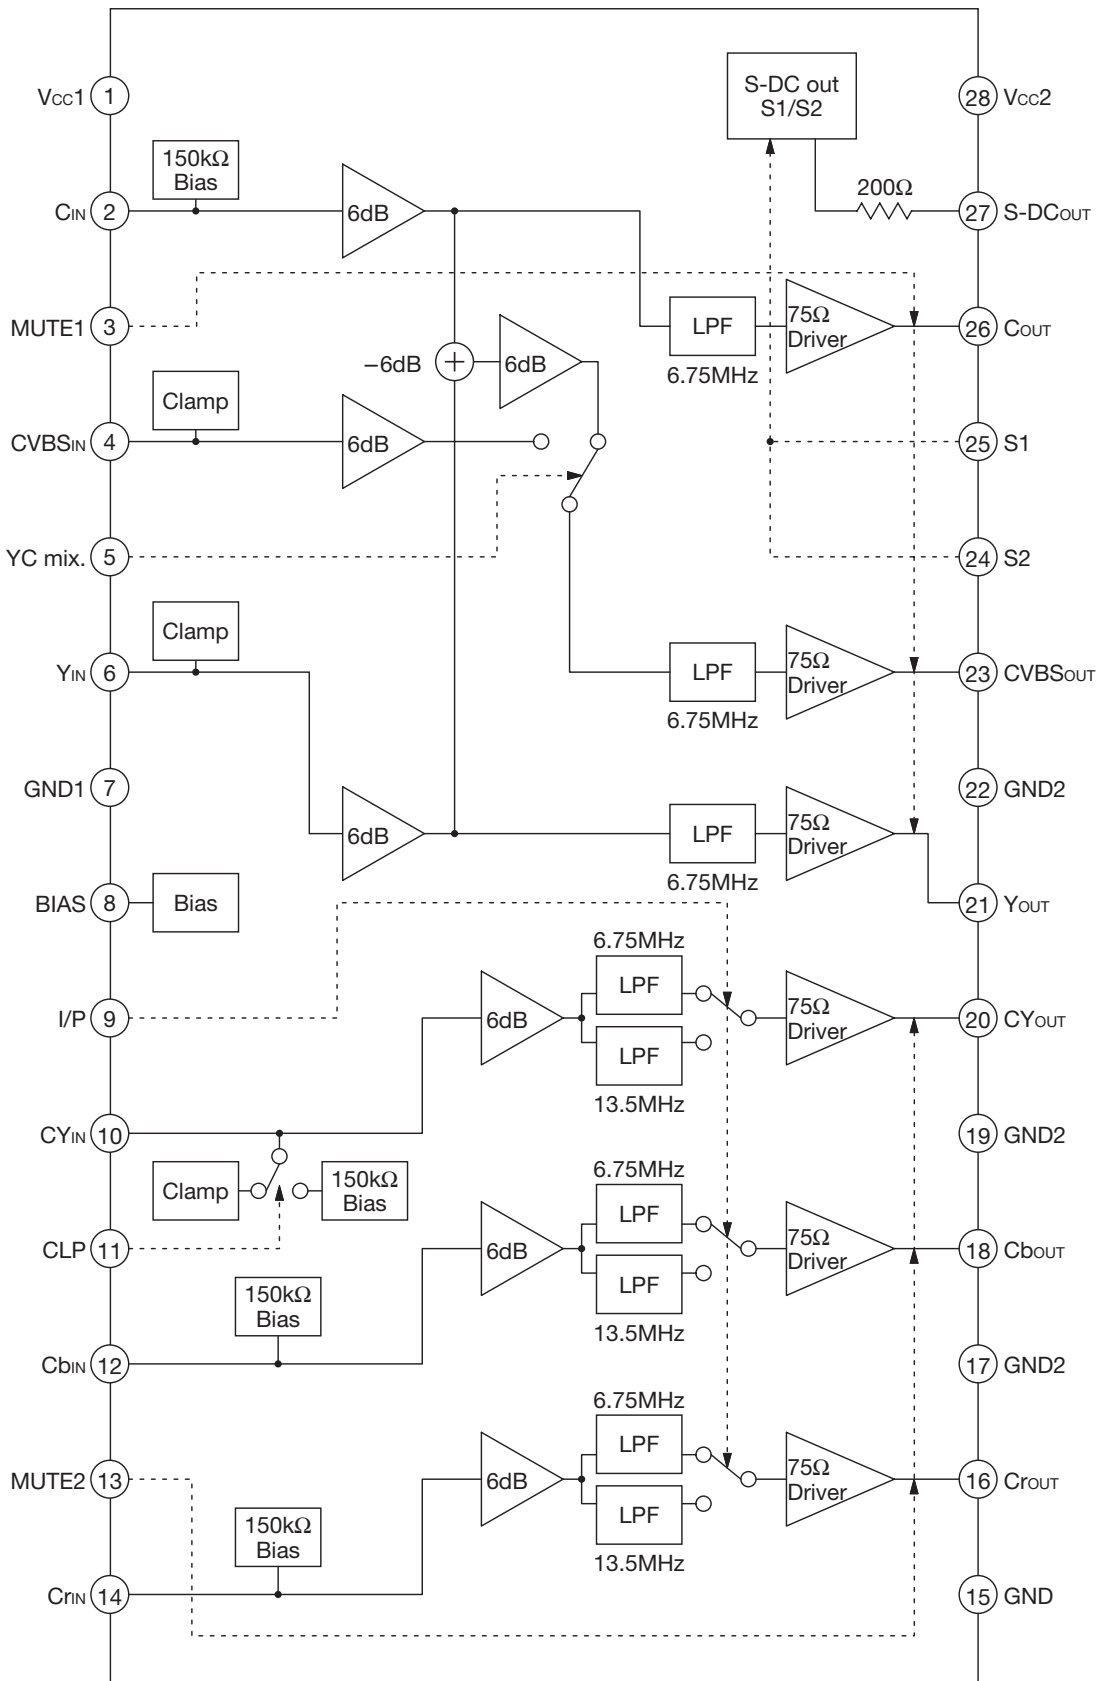 S-DC out
S1/S2
VCC1 1
28 VCC2
150kΩ
Bias
200Ω
CIN 2
6dB
27 S-DCOUT
MUTE1 3
LPF
75Ω
Driver
26 COUT
6.75MHz
−6dB
+
6dB
Clamp
CVBSIN 4
6dB
25 S1
YC mix. 5
24 S2
Clamp
YIN 6
LPF
75Ω
Driver
23 CVBSOUT
6.75MHz
GND1 7
22 GND2
6dB
LPF
75Ω
Driver
6.75MHz
BIAS 8
Bias
21 YOUT
6.75MHz
LPF
I/P 9
6dB
75Ω
Driver
20 CYOUT
LPF
13.5MHz
CYIN 10
19 GND2
Clamp
150kΩ
Bias
6.75MHz
LPF
CLP 11
6dB
75Ω
Driver
18 CbOUT
LPF
150kΩ
Bias
13.5MHz
CbIN 12
17 GND2
6.75MHz
LPF
MUTE2 13
6dB
75Ω
Driver
16 CrOUT
LPF
150kΩ
Bias
13.5MHz
CrIN 14
15 GND